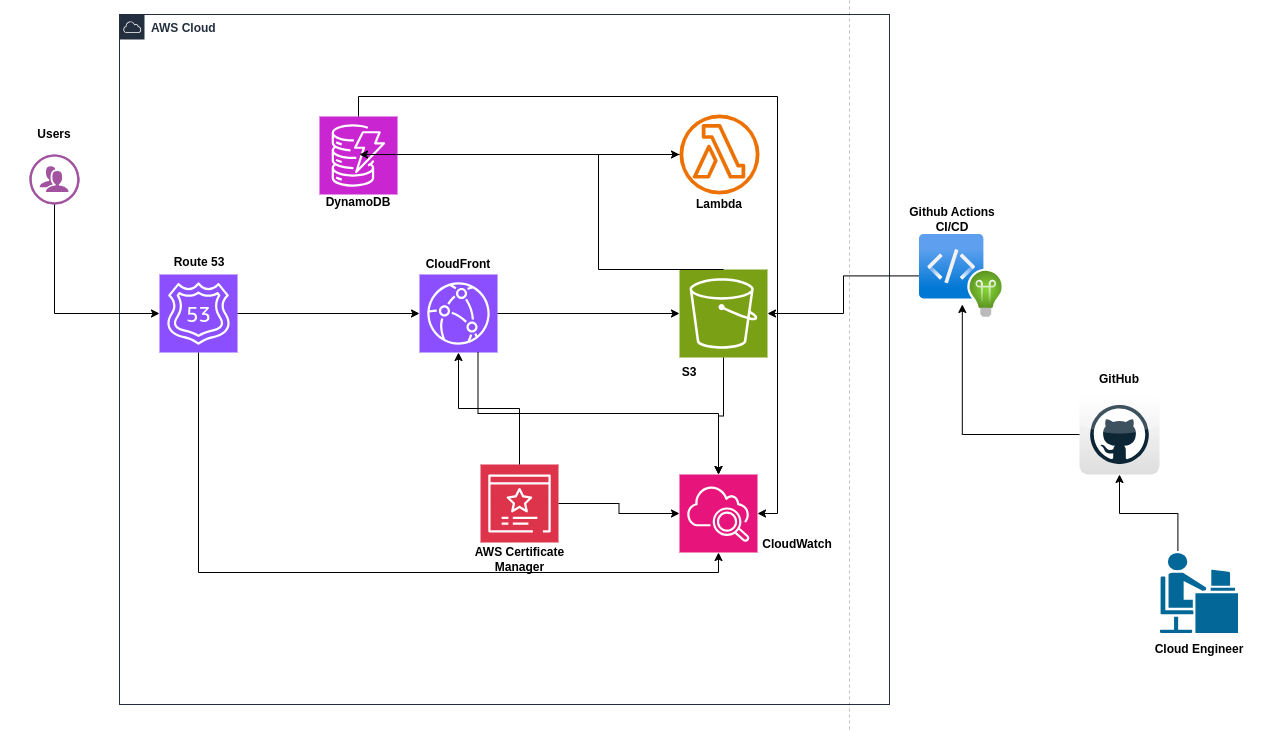 AWS Cloud
Users
DynamoDB
Lambda
Github Actions
CI/CD
Route 53
53
CloudFront
S3
GitHub
AWS Certificate
Manager
CloudWatch
Cloud Engineer